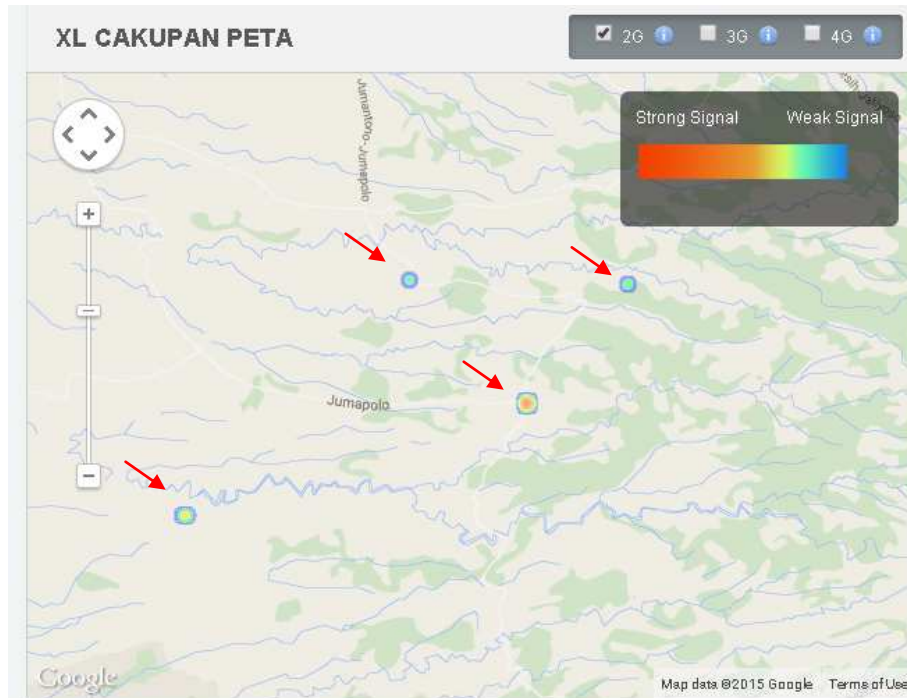 XL CAKUPAN PETA
2G
3G
4G
Strong Signal Weak Signal
Jumantono-Jumapolo
Jumapolo
Google
Map data ©2015 Google Terms of Use